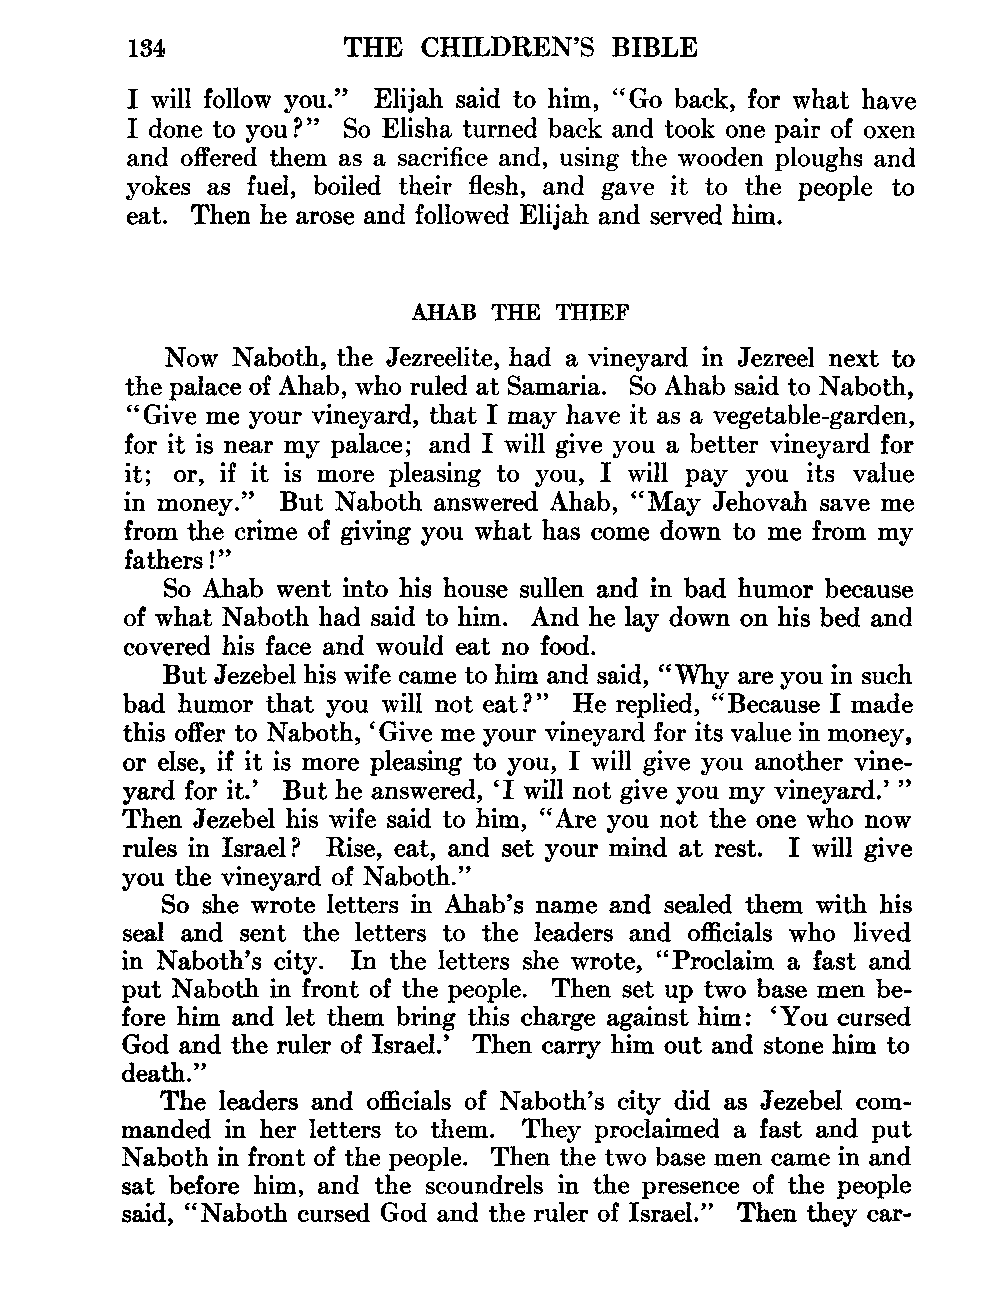 134 THE CHILDREN'S BIBLE
I will follow you." Elijah said to him, "Go back, for what have
I done to you?" So Elisha turned back and took one pair of oxen
and offered them as a sacrifice and, using the wooden ploughs and
yokes as fuel, boiled their flesh, and gave it to the people to
eat. Then he arose and followed Elijah and served him.
AHAB THE THIEF
Now Naboth, the Jezreelite, had a vineyard in Jezreel next to
the palace of Ahab, who ruled at Samaria. So Ahab said to Naboth,
"Give me your vineyard, that I may have it as a vegetable-garden,
for it is near my palace; and I will give you a better vineyard for
it; or, if it is more pleasing to you, I will pay you its value
in money." But Naboth answered Ahab, "May Jehovah save me
from the crime of giving you what has come down to me from my
fathers!"
So Ahab went into his house sullen and in bad humor because
of what Naboth had said to him. And he lay down on his bed and
covered his face and would eat no food.
But Jezebel his wife came to him and said, "Why are you in such
bad humor that you will not eat?" He replied, "Because I made
this offer to Naboth, 'Give me your vineyard for its value in money,
or else, if it is more pleasing to you, I will give you another vine-
yard for it.' But he answered, 'I will not give you my vineyard.' "
Then Jezebel his wife said to him, "Are you not the one who now
rules in Israel? Rise, eat, and set your mind at rest. I will give
you the vineyard of Naboth."
So she wrote letters in Ahab's name and sealed them with his
seal and sent the letters to the leaders and officials who lived
in Naboth's city. In the letters she wrote, "Proclaim a fast and
put Naboth in front of the people. Then set up two base men be-
fore him and let them bring this charge against him: 'You cursed
God and the ruler of Israel.' Then carry him out and stone him to
death."
The leaders and officials of Naboth's city did as Jezebel com-
manded in her letters to them. They proclaimed a fast and put
Naboth in front of the people. Then the two base men came in and
sat before him, and the scoundrels in the presence of the people
said, "Naboth cursed God and the ruler of Israel." Then they car-